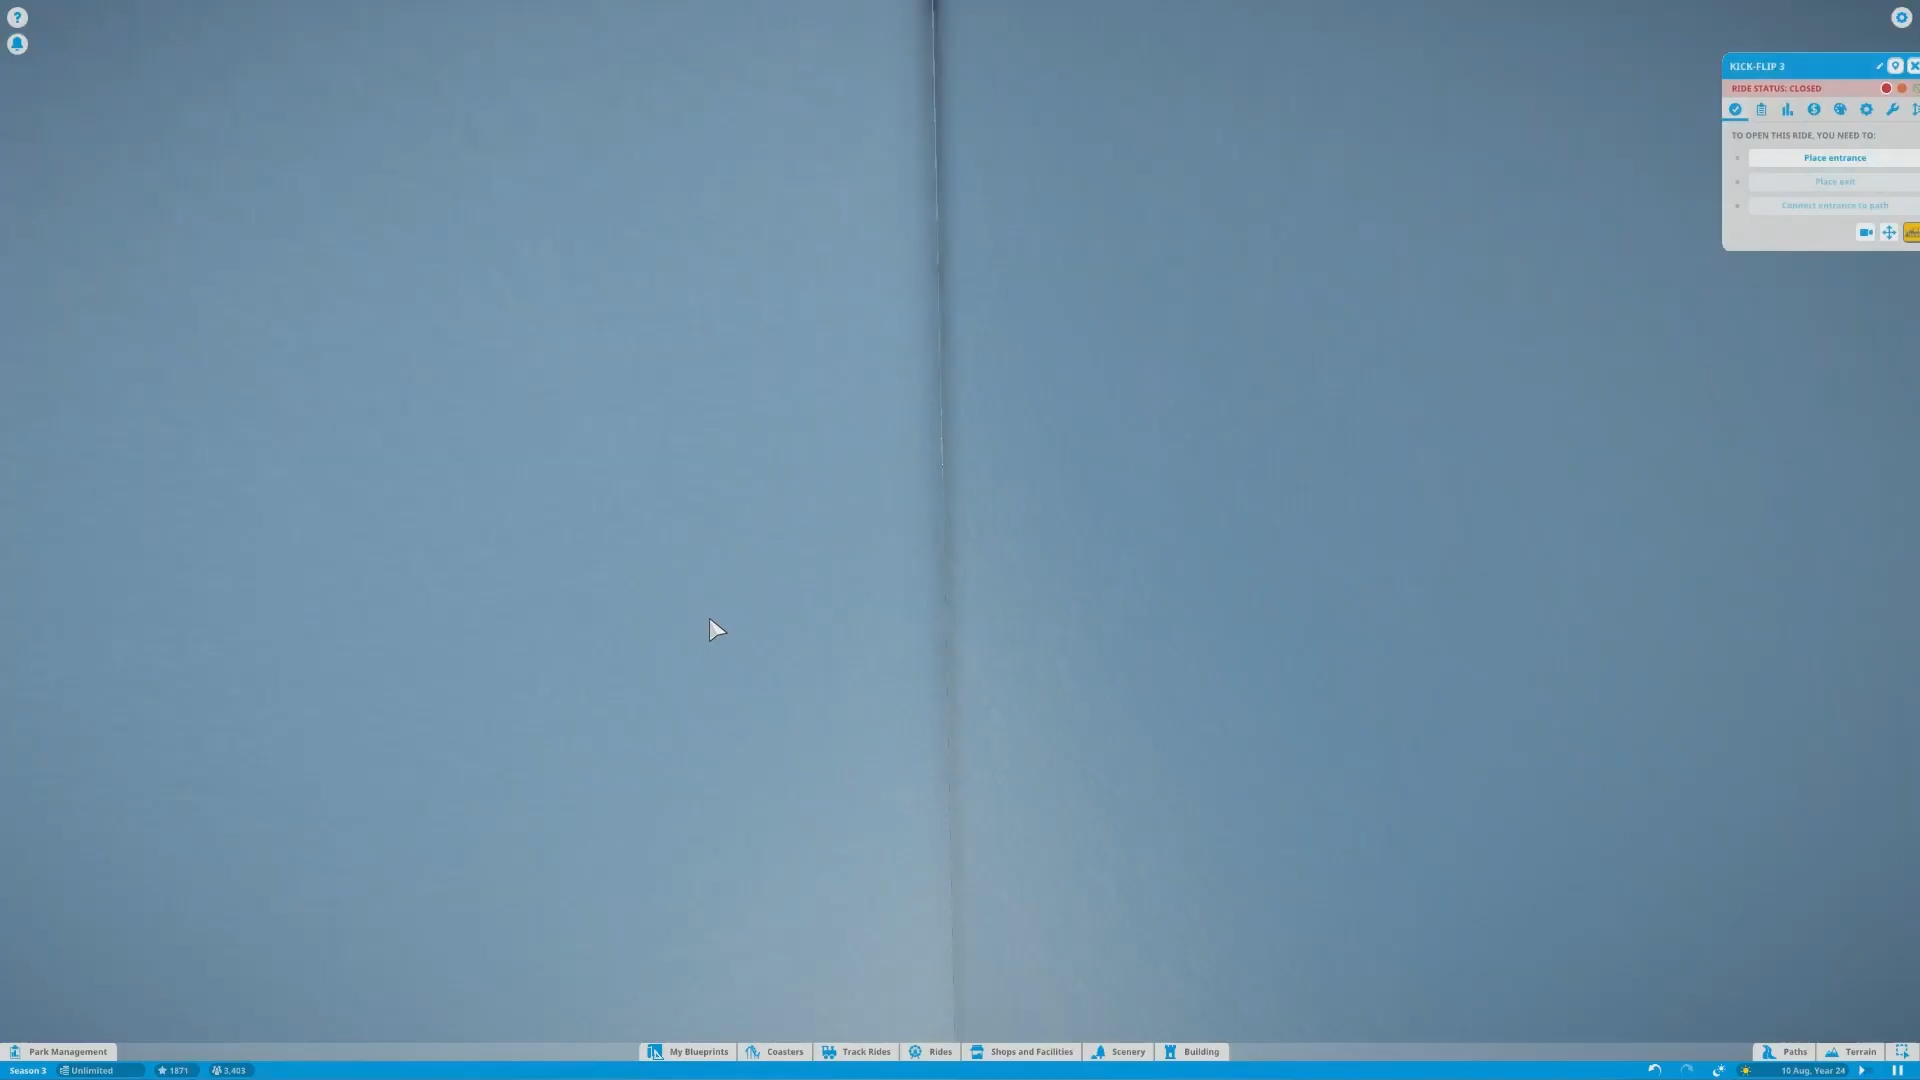 ?
KICK-FLIP 3
RIDE STATUS: CLOSED
TO OPEN THIS RIDE, YOU NEED TO:
Place entrance
Place exit
Connect entrance to path
Park Management
My Blueprints
Coasters
Track Rides
Rides
Shops and Facilities
Scenery
Building
Paths
Terrain
Season 3
Unlimited
1871
3,403
10 Aug, Year 24